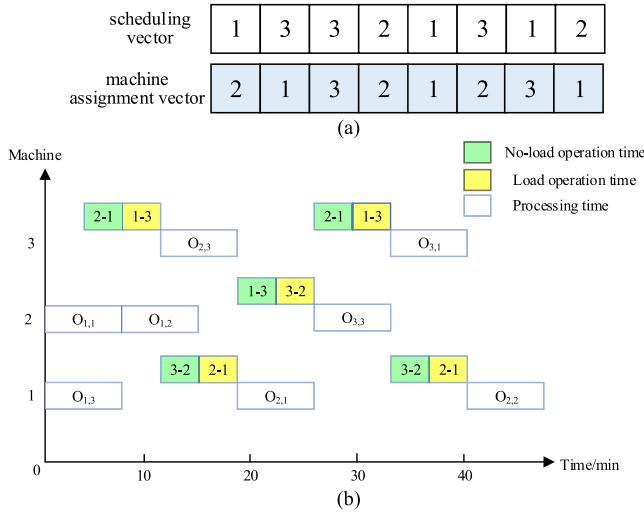 scheduling
vector
1 3 3 2 1 3 1 2
machine
assignment vector
2 1 3 2 1 2 3 1
(a)
Machine
No-load operation time
Load operation time
Processing time
2-1 1-3 2-1 1-3
3 O2,3 O3,1
1-3 3-2
2 O1,1 O1,2 O3,3
3-2 2-1 3-2 2-1
1 O1,3 O2,1 O2,2
0 10 20 30 40 Time/min
(b)